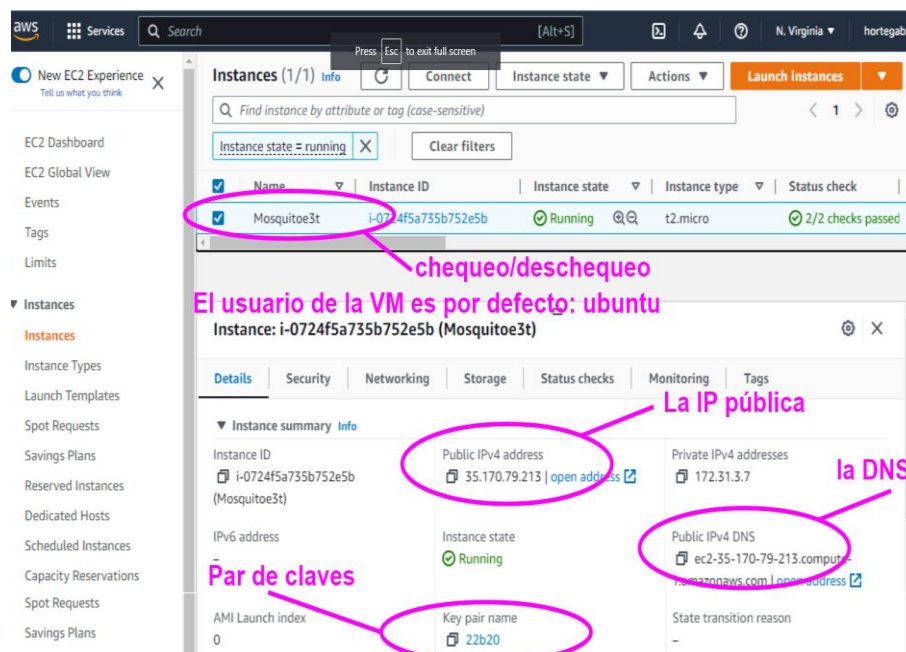 aws
Services
Search
[Alt+S]
N. Virginia
hortegab
Press Esc to exit full screen
New EC2 Experience
Tell us what you think
EC2 Dashboard
EC2 Global View
Events
Tags
Limits
Instances
Instances
Instance Types
Launch Templates
Spot Requests
Savings Plans
Reserved Instances
Dedicated Hosts
Scheduled Instances
Capacity Reservations
Spot Requests
Savings Plans
Instances (1/1) Info
Connect
Instance state
Actions
Launch instances
Find instance by attribute or tag (case-sensitive)
1
Instance state = running
Clear filters
Name
Instance ID
Instance state
Instance type
Status check
Mosquitoe3t
i-0724f5a735b752e5b
Running
t2.micro
2/2 checks passed
chequeo/deschequeo
El usuario de la VM es por defecto: ubuntu
Instance: i-0724f5a735b752e5b (Mosquitoe3t)
Details
Security
Networking
Storage
Status checks
Monitoring
Tags
La IP pública
Instance summary Info
Instance ID
i-0724f5a735b752e5b
(Mosquitoe3t)
Public IPv4 address
35.170.79.213 | open address
Private IPv4 addresses
172.31.3.7
la DNS
IPv6 address
–
Instance state
Running
Public IPv4 DNS
ec2-35-170-79-213.compute-
1.amazonaws.com | open address
Par de claves
AMI Launch index
0
Key pair name
22b20
State transition reason
–